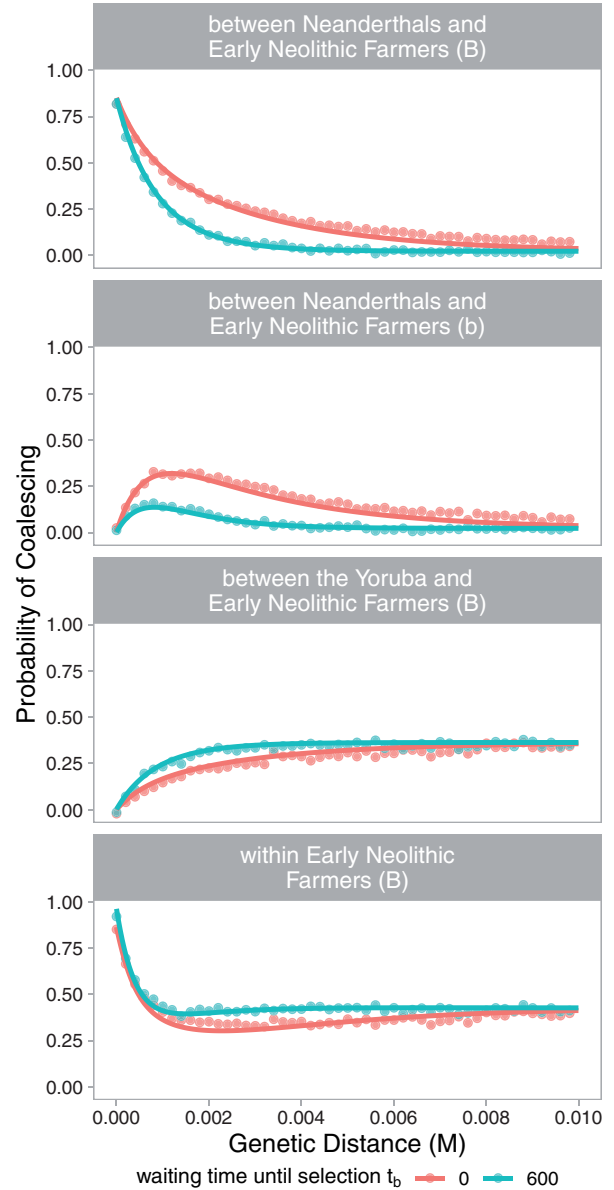 between Neanderthals and
Early Neolithic Farmers (B)
1.00
0.75
0.50
0.25
0.00
between Neanderthals and
Early Neolithic Farmers (b)
1.00
0.75
0.50
0.25
0.00
between the Yoruba and
Early Neolithic Farmers (B)
1.00
0.75
0.50
0.25
0.00
within Early Neolithic
Farmers (B)
1.00
0.75
0.50
0.25
0.00
Probability of Coalescing
0.000 0.002 0.004 0.006 0.008 0.010
Genetic Distance (M)
waiting time until selection t_b 0 600